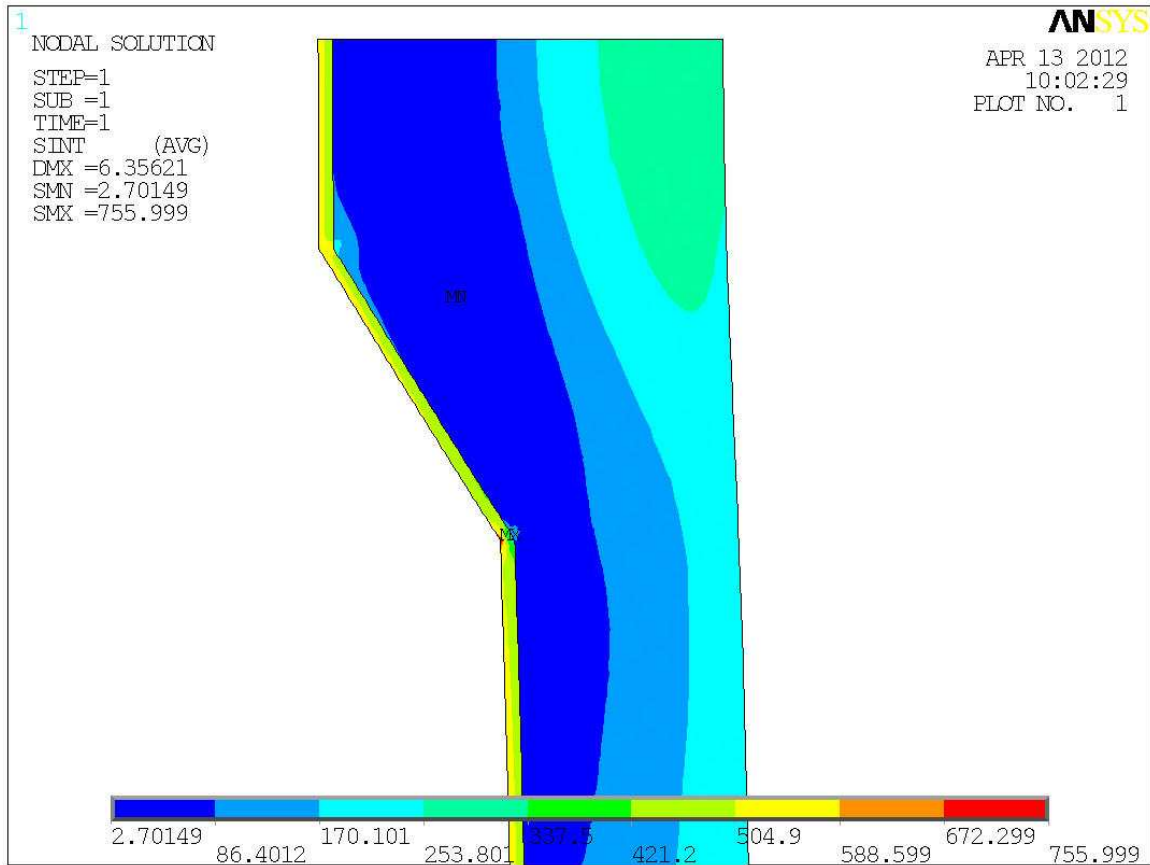 1
NODAL SOLUTION
STEP=1
SUB =1
TIME=1
SINT (AVG)
DMX =6.35621
SMN =2.70149
SMX =755.999
ANSYS
APR 13 2012
10:02:29
PLOT NO. 1
MN
MX
2.70149 170.101 337.5 504.9 672.299
86.4012 253.801 421.2 588.599 755.999